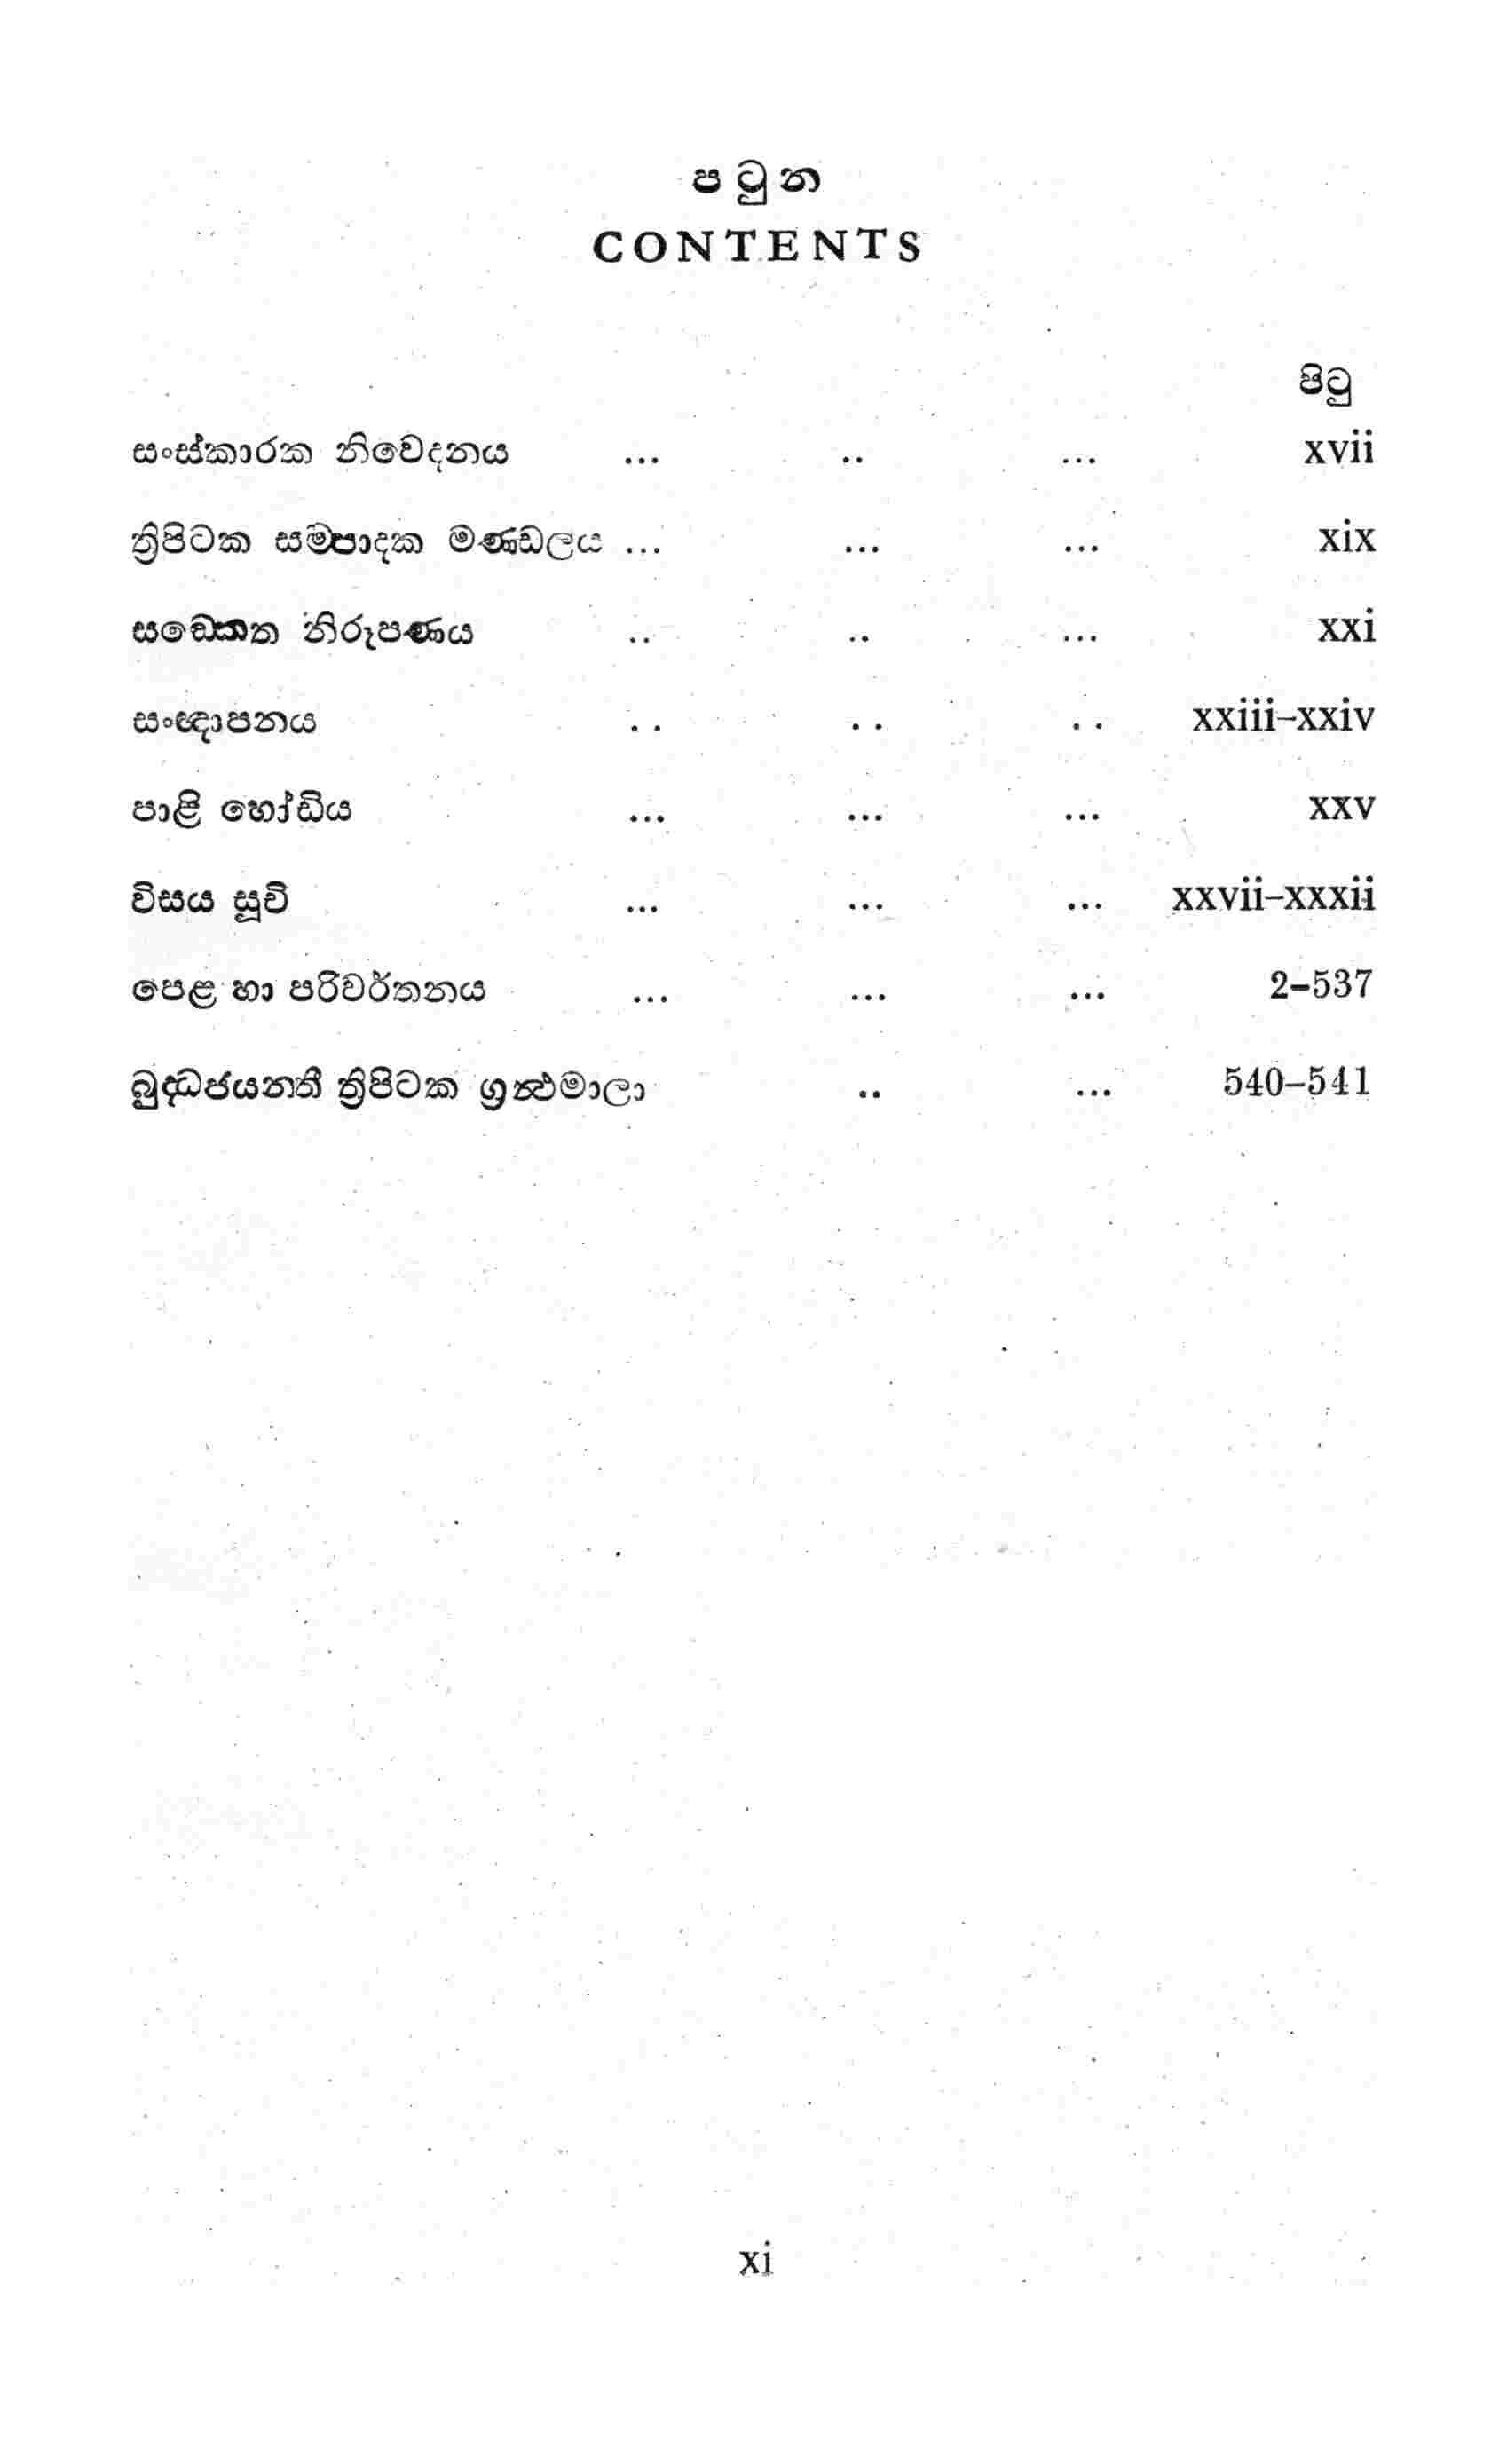 පටුන
CONTENTS
පිටු
සංස්කාරක නිවේදනය ... .. ... xvii
ත්‍රිපිටක සම්පාදක මණ්ඩලය ... ... ... xix
සඞ්කේත නිරූපණය .. .. ... xxi
සංඥාපනය .. .. .. xxiii–xxiv
පාළි හෝඩිය ... ... ... xxv
විසය සූචි ... ... ... xxvii–xxxii
පෙළ හා පරිවර්තනය ... ... ... 2–537
බුද්ධජයන්තී ත්‍රිපිටක ග්‍රන්ථමාලා .. ... 540–541
xi